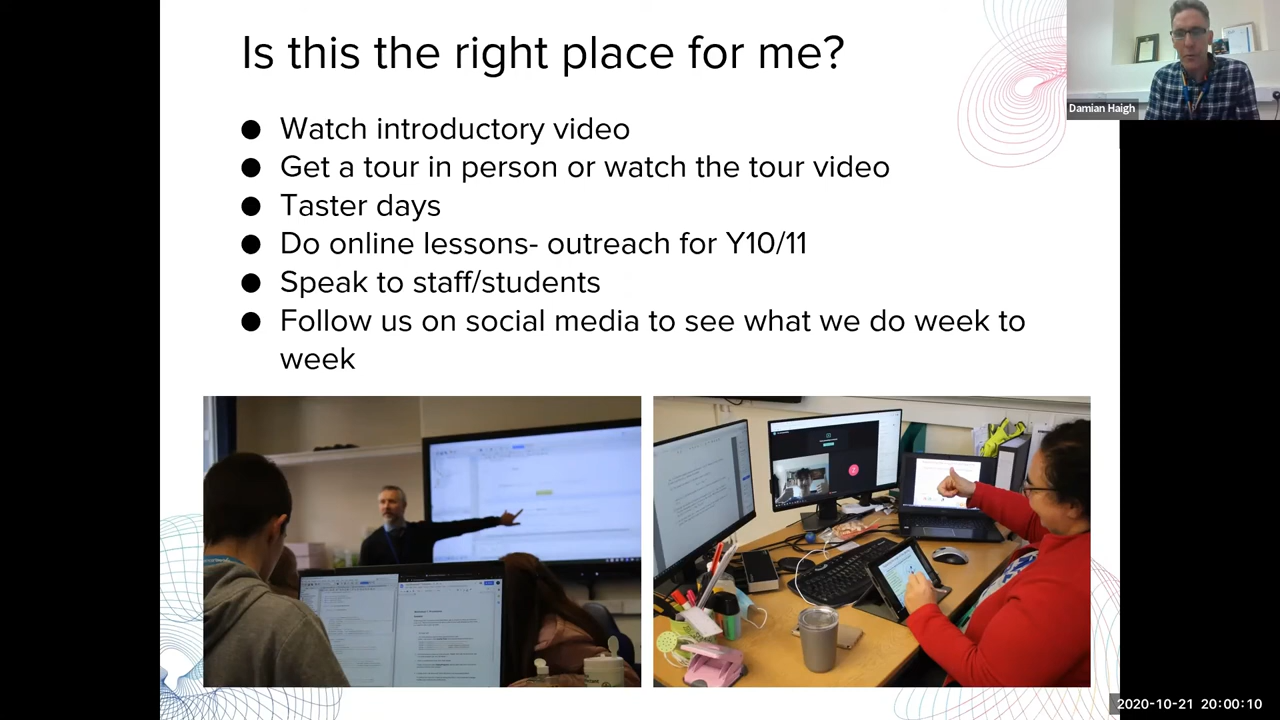 Is this the right place for me?
Damian Haigh
● Watch introductory video
● Get a tour in person or watch the tour video
● Taster days
● Do online lessons- outreach for Y10/11
● Speak to staff/students
● Follow us on social media to see what we do week to
week
2020-10-21 20:00:10